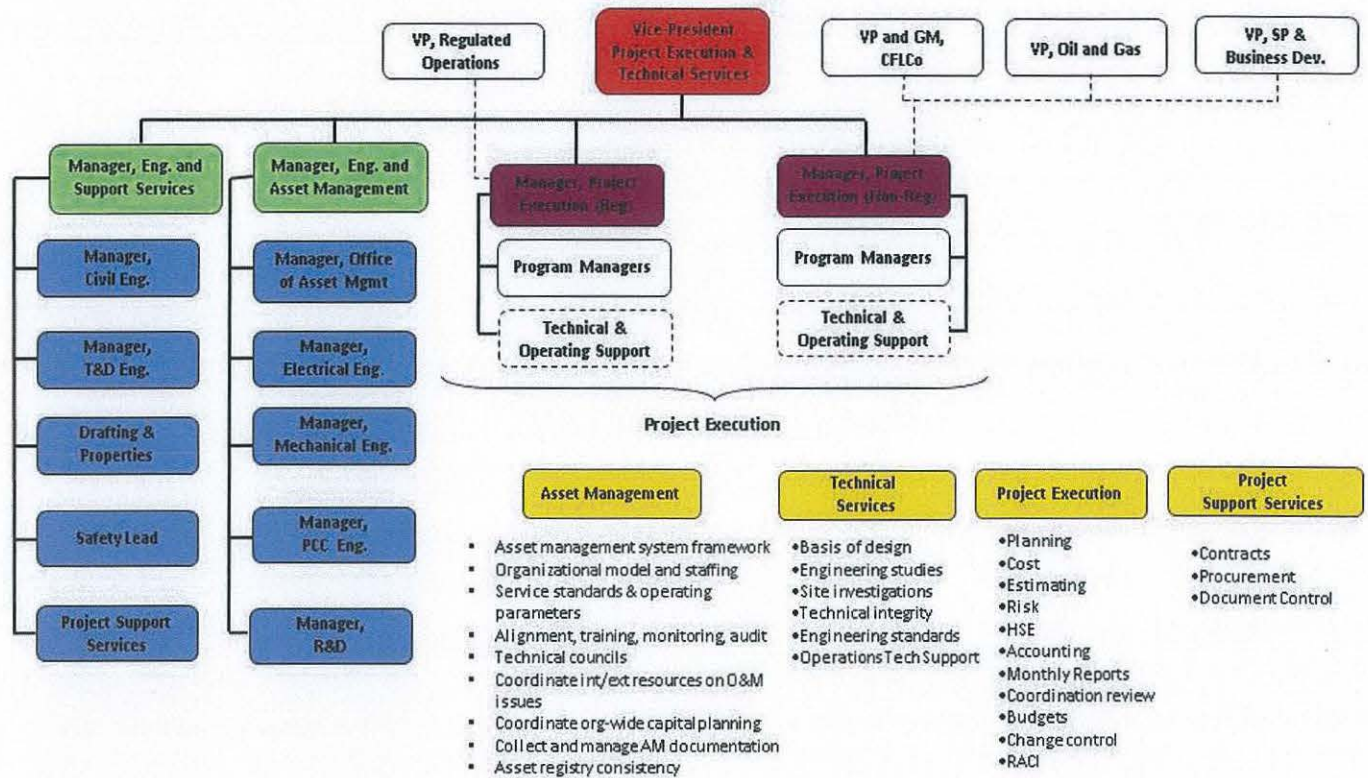 VP, Regulated
Operations
Vice-President
Project Execution &
Technical Services
VP and GM,
CFLCo
VP, Oil and Gas
VP, SP &
Business Dev.
Manager, Eng. and
Support Services
Manager, Eng. and
Asset Management
Manager, Project
Execution (Reg)
Manager, Project
Execution (Non-Reg)
Manager,
Civil Eng.
Manager,
T&D Eng.
Drafting &
Properties
Safety Lead
Project Support
Services
Manager, Office
of Asset Mgmt
Manager,
Electrical Eng.
Manager,
Mechanical Eng.
Manager,
PCC Eng.
Manager,
R&D
Program Managers
Technical &
Operating Support
Program Managers
Technical &
Operating Support
Project Execution
Asset Management
▪ Asset management system framework
▪ Organizational model and staffing
▪ Service standards & operating
parameters
▪ Alignment, training, monitoring, audit
▪ Technical councils
▪ Coordinate int/ext resources on O&M
issues
▪ Coordinate org-wide capital planning
▪ Collect and manage AM documentation
▪ Asset registry consistency
Technical
Services
•Basis of design
•Engineering studies
•Site investigations
•Technical integrity
•Engineering standards
•Operations Tech Support
Project Execution
•Planning
•Cost
•Estimating
•Risk
•HSE
•Accounting
•Monthly Reports
•Coordination review
•Budgets
•Change control
•RACI
Project
Support Services
•Contracts
•Procurement
•Document Control